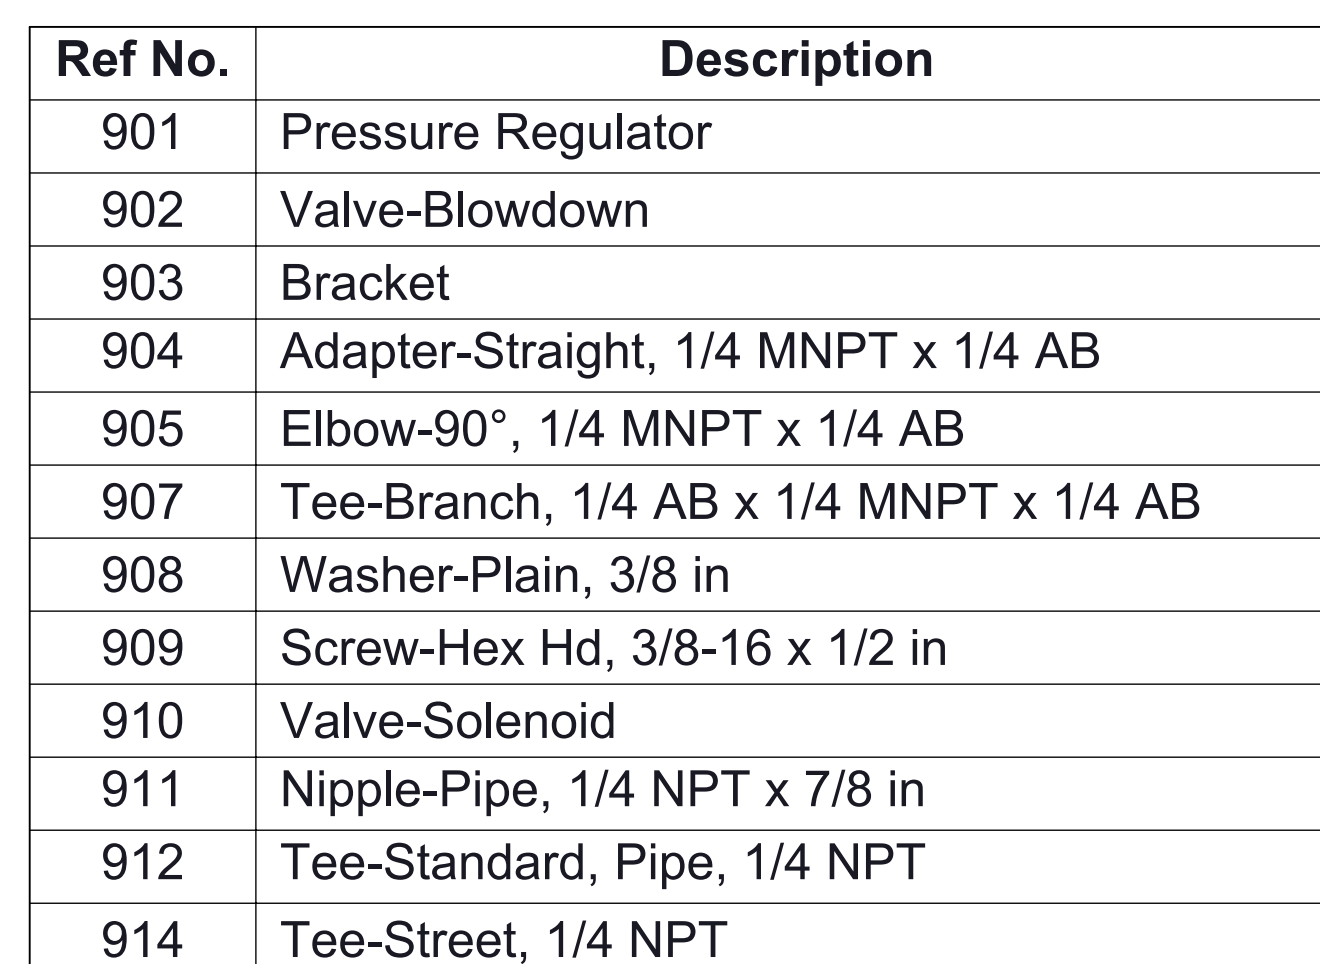 Ref No. Description
901 Pressure Regulator
902 Valve-Blowdown
903 Bracket
904 Adapter-Straight, 1/4 MNPT x 1/4 AB
905 Elbow-90°, 1/4 MNPT x 1/4 AB
907 Tee-Branch, 1/4 AB x 1/4 MNPT x 1/4 AB
908 Washer-Plain, 3/8 in
909 Screw-Hex Hd, 3/8-16 x 1/2 in
910 Valve-Solenoid
911 Nipple-Pipe, 1/4 NPT x 7/8 in
912 Tee-Standard, Pipe, 1/4 NPT
914 Tee-Street, 1/4 NPT